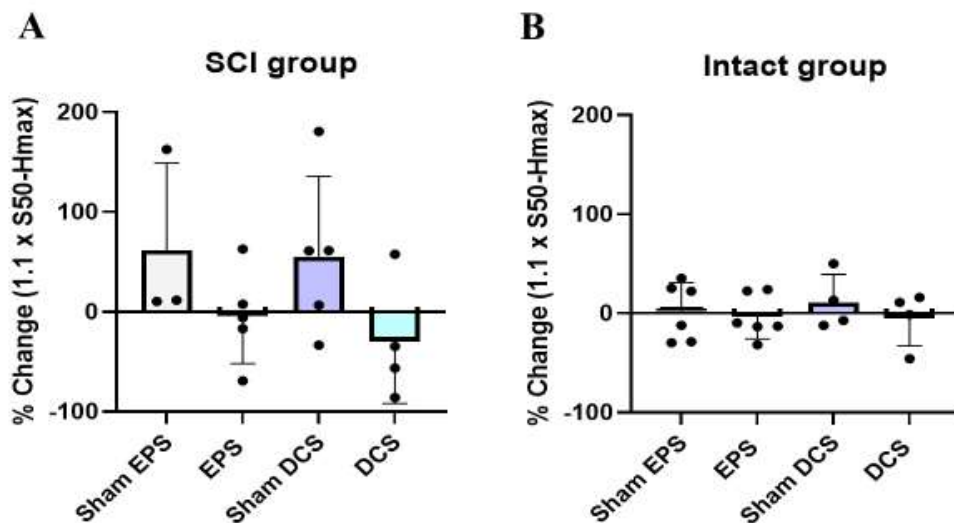 A
SCI group
% Change (1.1 x S50-Hmax)
200
100
0
-100
Sham EPS
EPS
Sham DCS
DCS
B
Intact group
% Change (1.1 x S50-Hmax)
200
100
0
-100
Sham EPS
EPS
Sham DCS
DCS